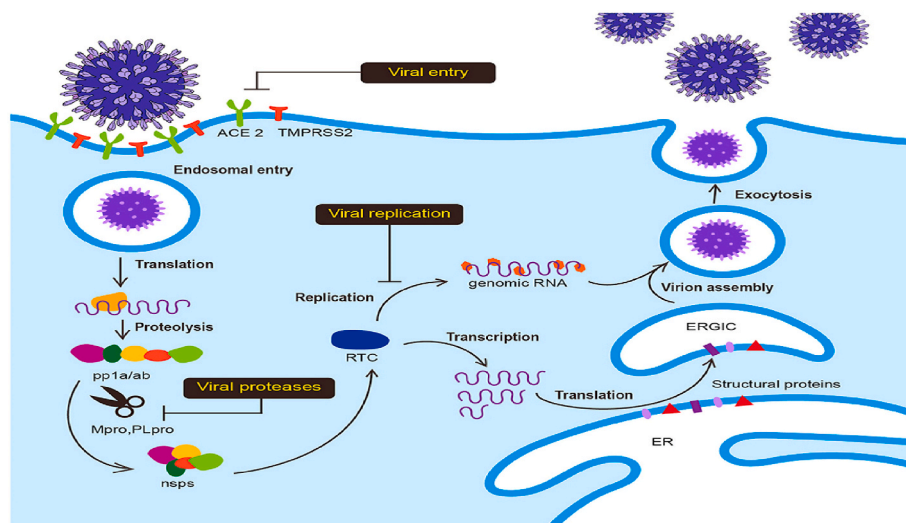 Viral entry
ACE 2
TMPRSS2
Endosomal entry
Exocytosis
Viral replication
Translation
Virion assembly
genomic RNA
Replication
Proteolysis
ERGIC
Transcription
RTC
pp1a/ab
Viral proteases
Structural proteins
Translation
Mpro,PLpro
ER
nsps